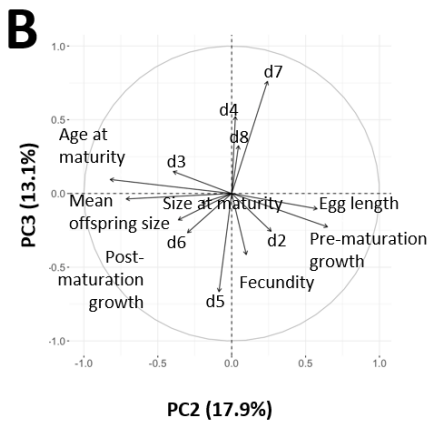 B
1.0
d7
0.5
d4
d8
Age at
maturity
d3
0.0
Mean
offspring size
Size at maturity
Egg length
d6
d2
Pre-maturation
growth
Post-
maturation
growth
-0.5
Fecundity
d5
-1.0
-1.0
-0.5
0.0
0.5
1.0
PC3 (13.1%)
PC2 (17.9%)